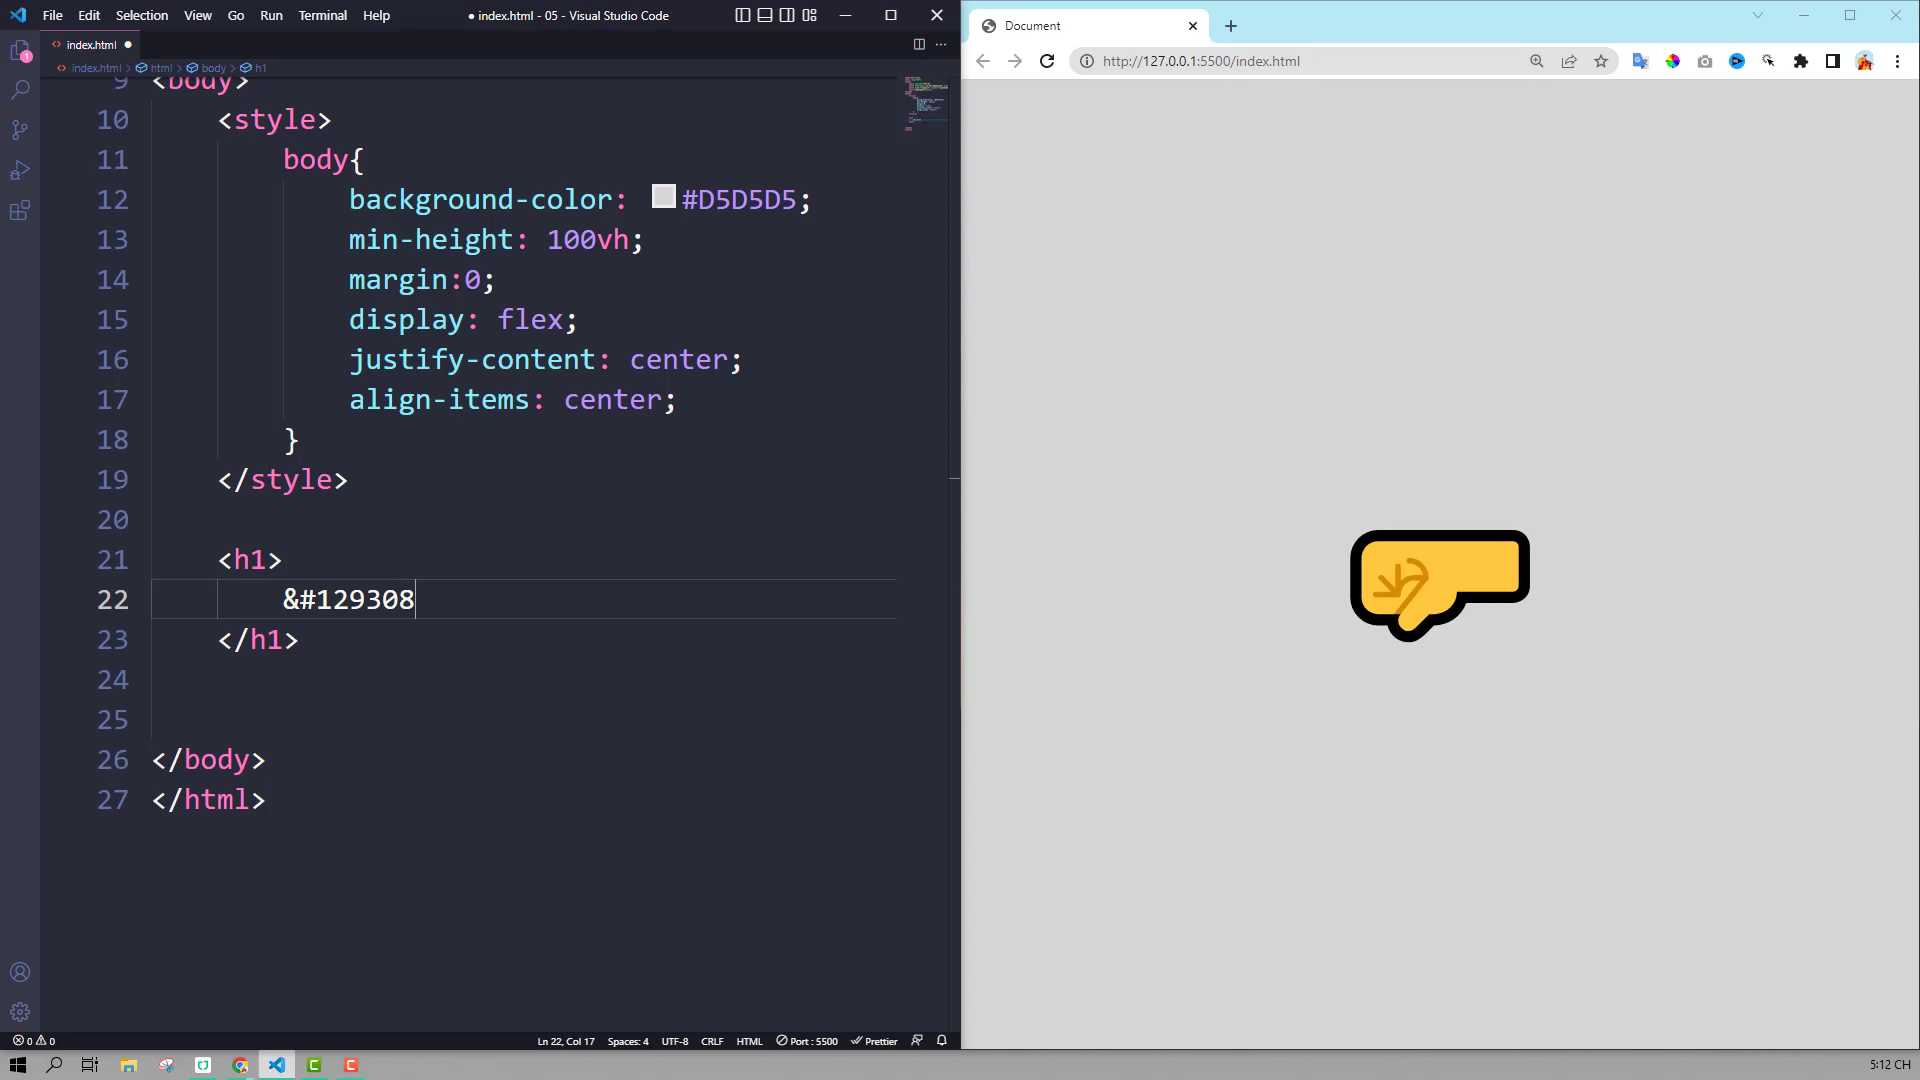 File Edit Selection View Go Run Terminal Help
● index.html - 05 - Visual Studio Code
index.html ●
index.html > html > body > h1
9 <body>
10 <style>
11 body{
12 background-color: #D5D5D5;
13 min-height: 100vh;
14 margin:0;
15 display: flex;
16 justify-content: center;
17 align-items: center;
18 }
19 </style>
20
21 <h1>
22 &#129308
23 </h1>
24
25
26 </body>
27 </html>
1
0 0
Ln 22, Col 17 Spaces: 4 UTF-8 CRLF HTML Port : 5500 Prettier
Document
http://127.0.0.1:5500/index.html
5:12 CH